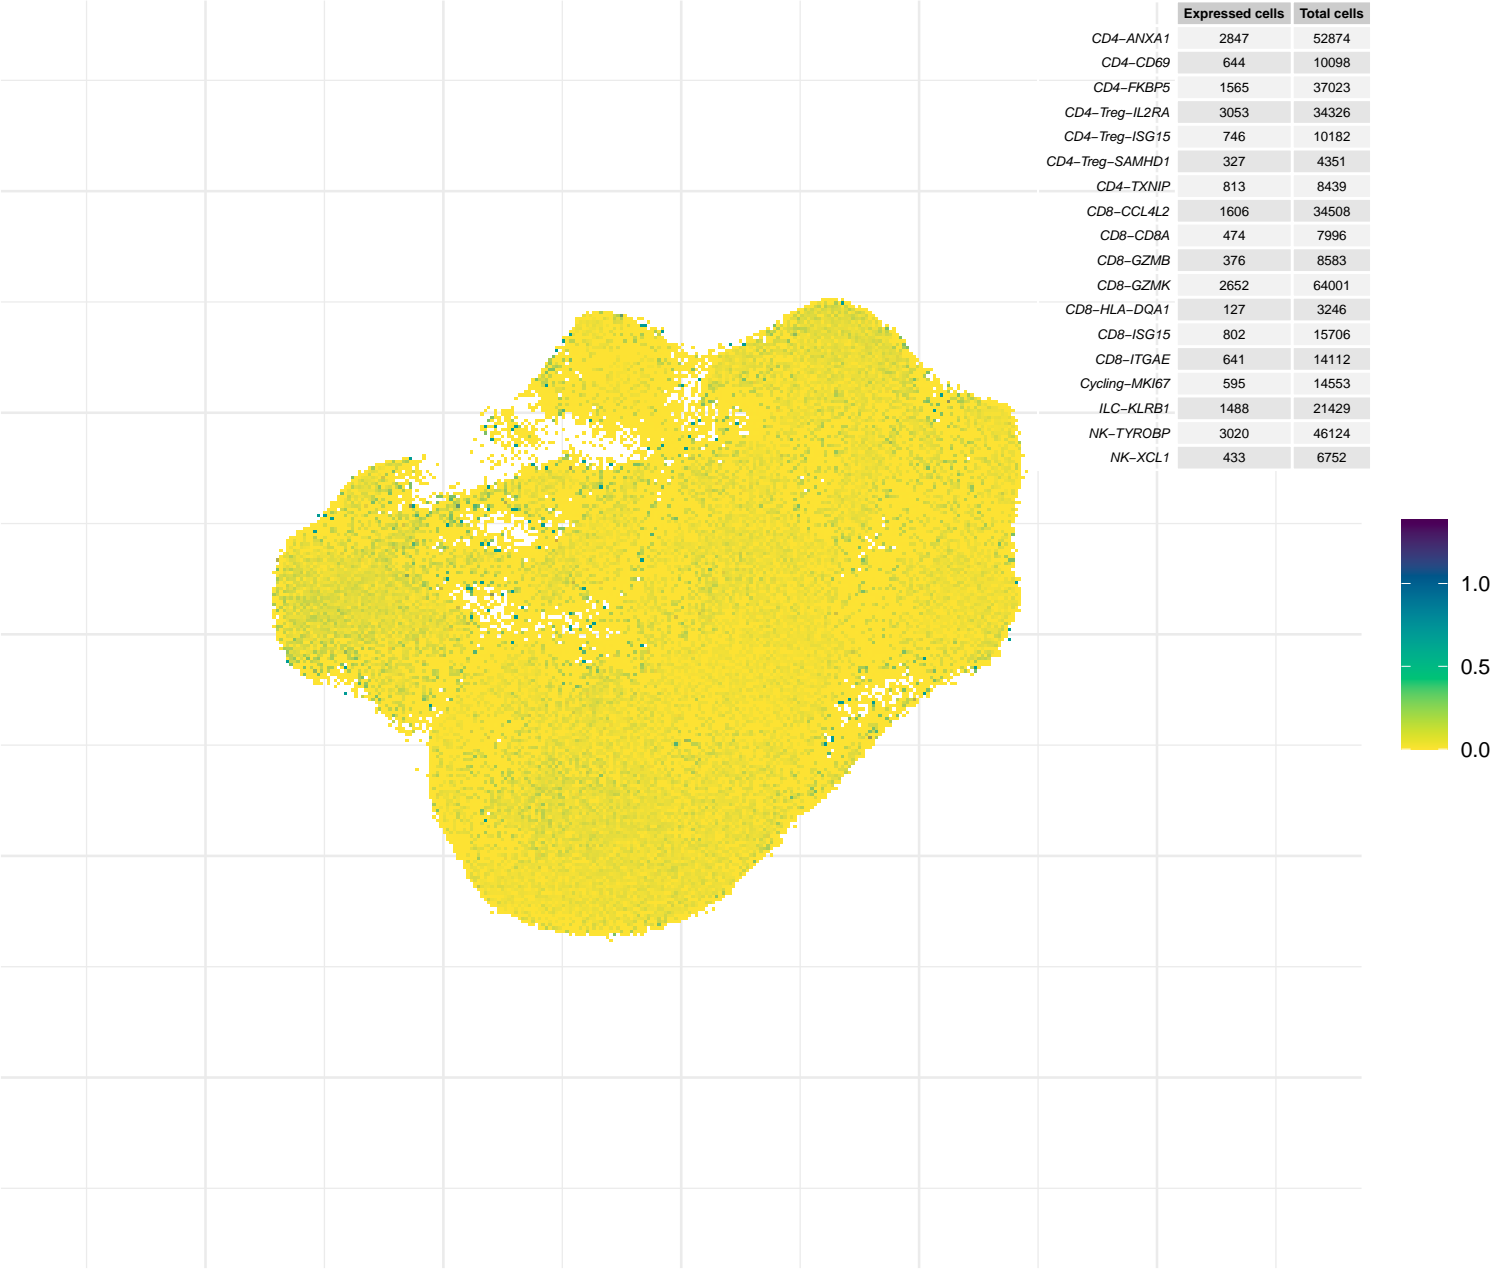 Expressed cells Total cells
CD4−ANXA1 2847 52874
CD4−CD69 644 10098
CD4−FKBP5 1565 37023
CD4−Treg−IL2RA 3053 34326
CD4−Treg−ISG15 746 10182
CD4−Treg−SAMHD1 327 4351
CD4−TXNIP 813 8439
CD8−CCL4L2 1606 34508
CD8−CD8A 474 7996
CD8−GZMB 376 8583
CD8−GZMK 2652 64001
CD8−HLA−DQA1 127 3246
CD8−ISG15 802 15706
CD8−ITGAE 641 14112
Cycling−MKI67 595 14553
ILC−KLRB1 1488 21429
NK−TYROBP 3020 46124
NK−XCL1 433 6752
1.0
0.5
0.0